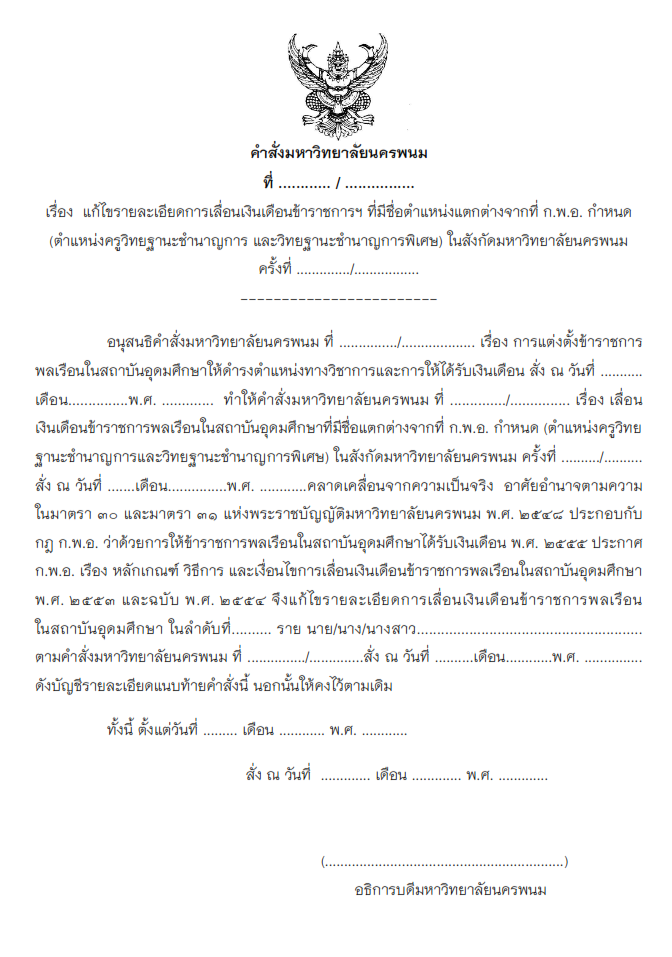 คำสั่งมหาวิทยาลัยนครพนม
ที่ ............ / ...............
เรื่อง แก้ไขรายละเอียดการเลื่อนเงินเดือนข้าราชการฯ ที่มีชื่อตำแหน่งแตกต่างจากที่ ก.พ.อ. กำหนด
(ตำแหน่งครูวิทยฐานะชำนาญการ และวิทยฐานะชำนาญการพิเศษ) ในสังกัดมหาวิทยาลัยนครพนม
ครั้งที่ ............../.................
------------------------
อนุสนธิคำสั่งมหาวิทยาลัยนครพนม ที่ .............../................... เรื่อง การแต่งตั้งข้าราชการ
พลเรือนในสถาบันอุดมศึกษาให้ดำรงตำแหน่งทางวิชาการและการให้ได้รับเงินเดือน สั่ง ณ วันที่ ...........
เดือน...............พ.ศ. ............. ทำให้คำสั่งมหาวิทยาลัยนครพนม ที่ ............../............... เรื่อง เลื่อน
เงินเดือนข้าราชการพลเรือนในสถาบันอุดมศึกษาที่มีชื่อแตกต่างจากที่ ก.พ.อ. กำหนด (ตำแหน่งครูวิทย
ฐานะชำนาญการและวิทยฐานะชำนาญการพิเศษ) ในสังกัดมหาวิทยาลัยนครพนม ครั้งที่ ........../..........
สั่ง ณ วันที่ .......เดือน...............พ.ศ. ............คลาดเคลื่อนจากความเป็นจริง อาศัยอำนาจตามความ
ในมาตรา ๓๐ และมาตรา ๓๑ แห่งพระราชบัญญัติมหาวิทยาลัยนครพนม พ.ศ. ๒๕๔๘ ประกอบกับ
กฎ ก.พ.อ. ว่าด้วยการให้ข้าราชการพลเรือนในสถาบันอุดมศึกษาได้รับเงินเดือน พ.ศ. ๒๕๕๕ ประกาศ
ก.พ.อ. เรื่อง หลักเกณฑ์ วิธีการ และเงื่อนไขการเลื่อนเงินเดือนข้าราชการพลเรือนในสถาบันอุดมศึกษา
พ.ศ. ๒๕๕๓ และฉบับ พ.ศ. ๒๕๕๔ จึงแก้ไขรายละเอียดการเลื่อนเงินเดือนข้าราชการพลเรือน
ในสถาบันอุดมศึกษา ในลำดับที่.......... ราย นาย/นาง/นางสาว..........................................................
ตามคำสั่งมหาวิทยาลัยนครพนม ที่ .............../..............สั่ง ณ วันที่ ..........เดือน............พ.ศ. ...............
ดังบัญชีรายละเอียดแนบท้ายคำสั่งนี้ นอกนั้นให้คงไว้ตามเดิม
ทั้งนี้ ตั้งแต่วันที่ ......... เดือน ............ พ.ศ. ............
สั่ง ณ วันที่ ............. เดือน ............. พ.ศ. .............
(..............................................................)
อธิการบดีมหาวิทยาลัยนครพนม